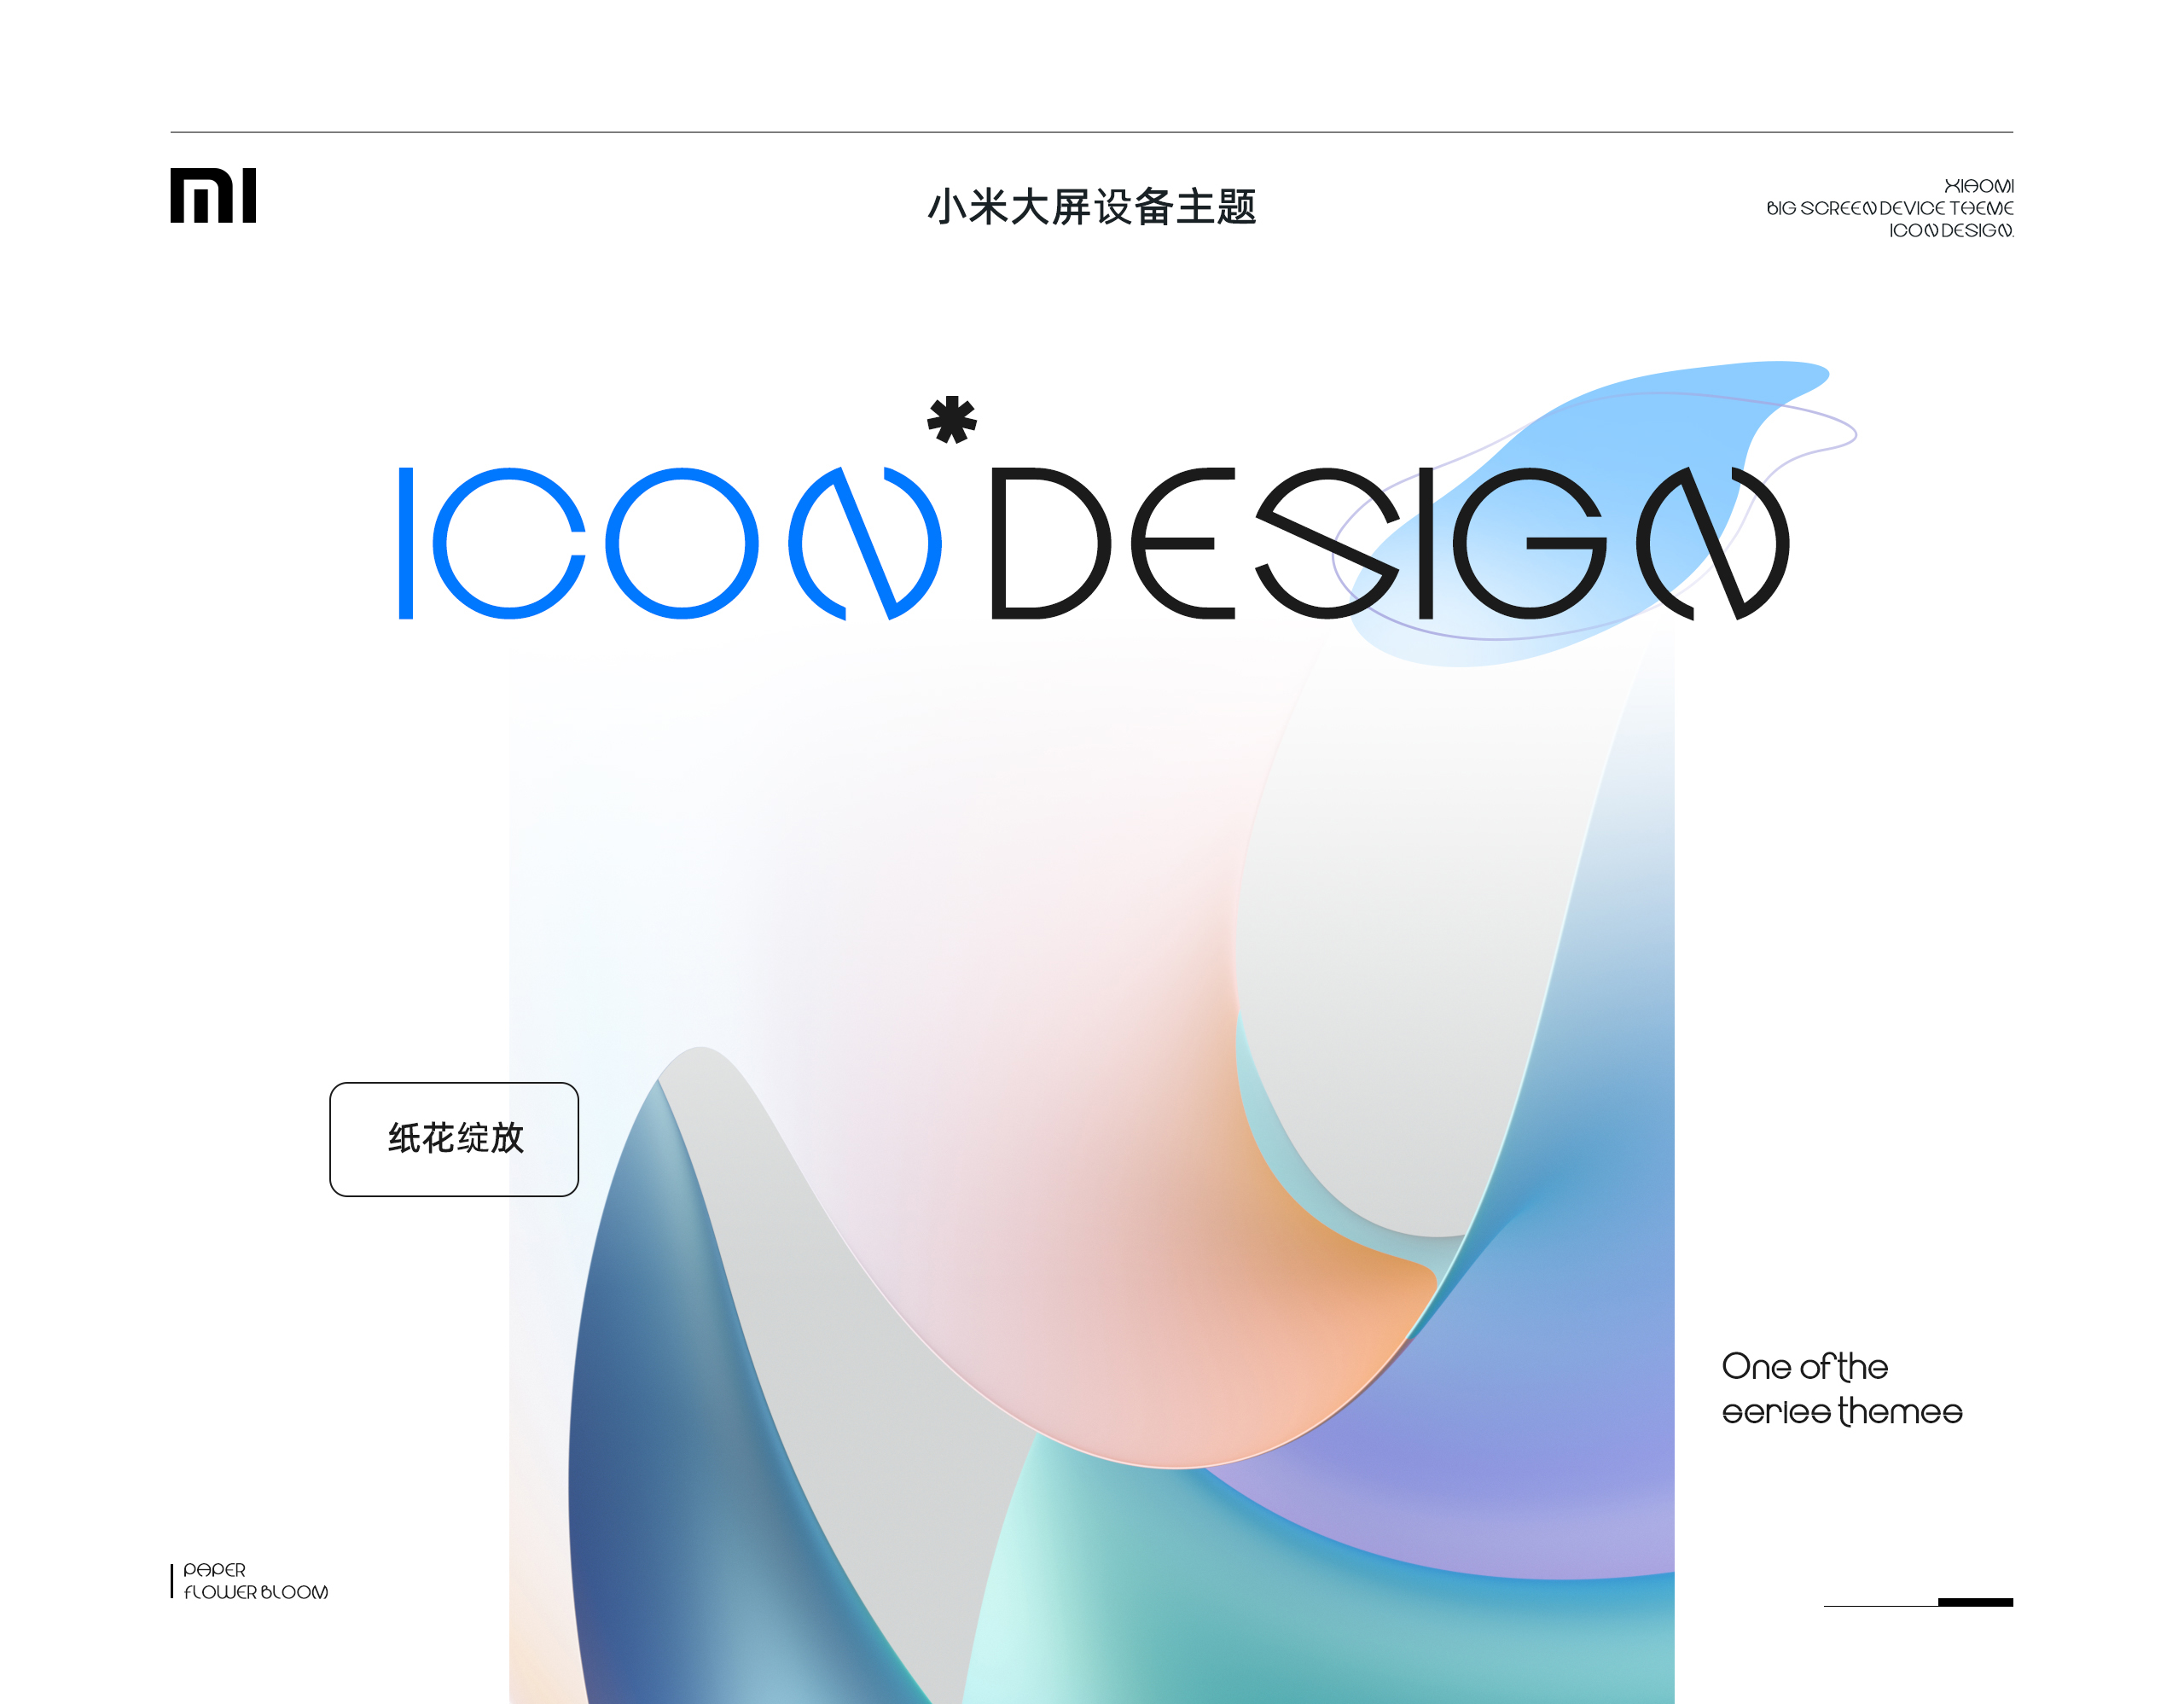 MI
小米大屏设备主题
XIAOMI
BIG SCREEN DEVICE THEME
ICON DESIGN.
ICON*DESIGN
纸花绽放
One of the
series themes
PAPER
FLOWER BLOOM